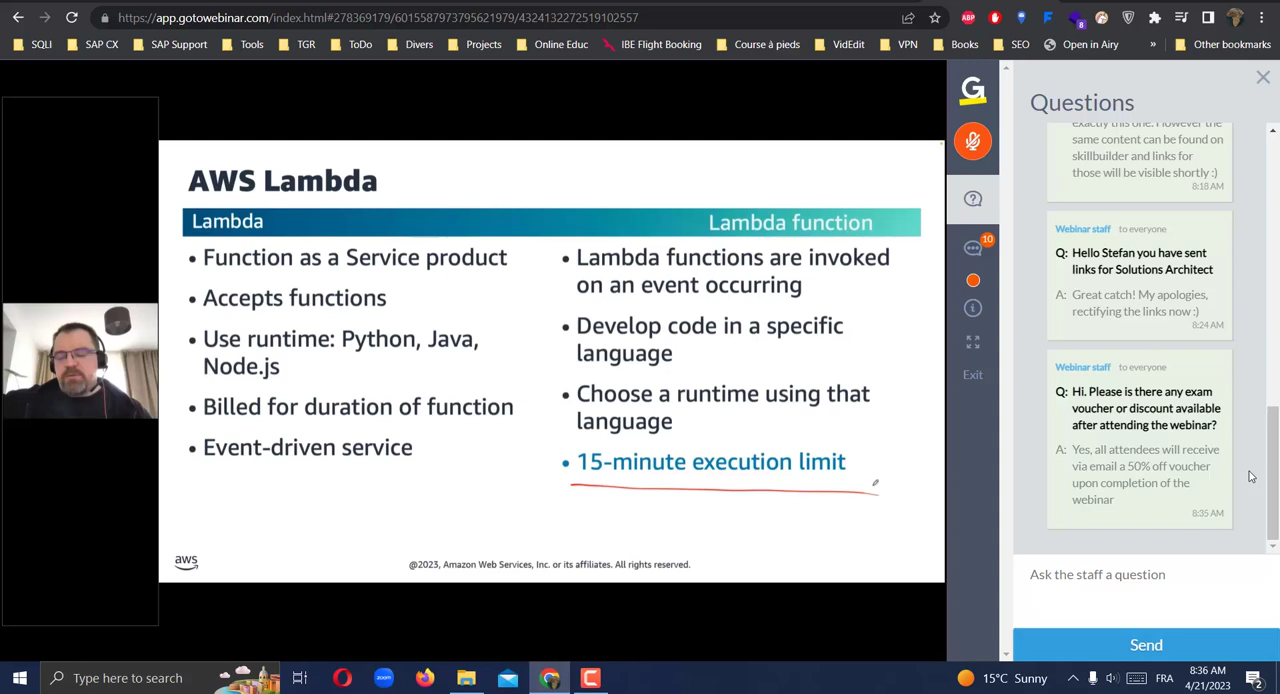 https://app.gotowebinar.com/index.html#278369179/6015587973795621979/4324132272519102557
ABP
8
SQLI
SAP CX
SAP Support
Tools
TGR
ToDo
Divers
Projects
Online Educ
IBE Flight Booking
Course à pieds
VidEdit
VPN
Books
SEO
Open in Airy
»
Other bookmarks
AWS Lambda
Lambda
Lambda function
• Function as a Service product
• Accepts functions
• Use runtime: Python, Java,
Node.js
• Billed for duration of function
• Event-driven service
• Lambda functions are invoked
on an event occurring
• Develop code in a specific
language
• Choose a runtime using that
language
• 15-minute execution limit
aws
@2023, Amazon Web Services, Inc. or its affiliates. All rights reserved.
G
10
Exit
Questions
exactly this one. However the
same content can be found on
skillbuilder and links for
those will be visible shortly :)
8:18 AM
Webinar staff to everyone
Q: Hello Stefan you have sent
links for Solutions Architect
A: Great catch! My apologies,
rectifying the links now :)
8:24 AM
Webinar staff to everyone
Q: Hi. Please is there any exam
voucher or discount available
after attending the webinar?
A: Yes, all attendees will receive
via email a 50% off voucher
upon completion of the
webinar
8:35 AM
Ask the staff a question
Send
Type here to search
zoom
15°C Sunny
FRA
8:36 AM
4/21/2023
2